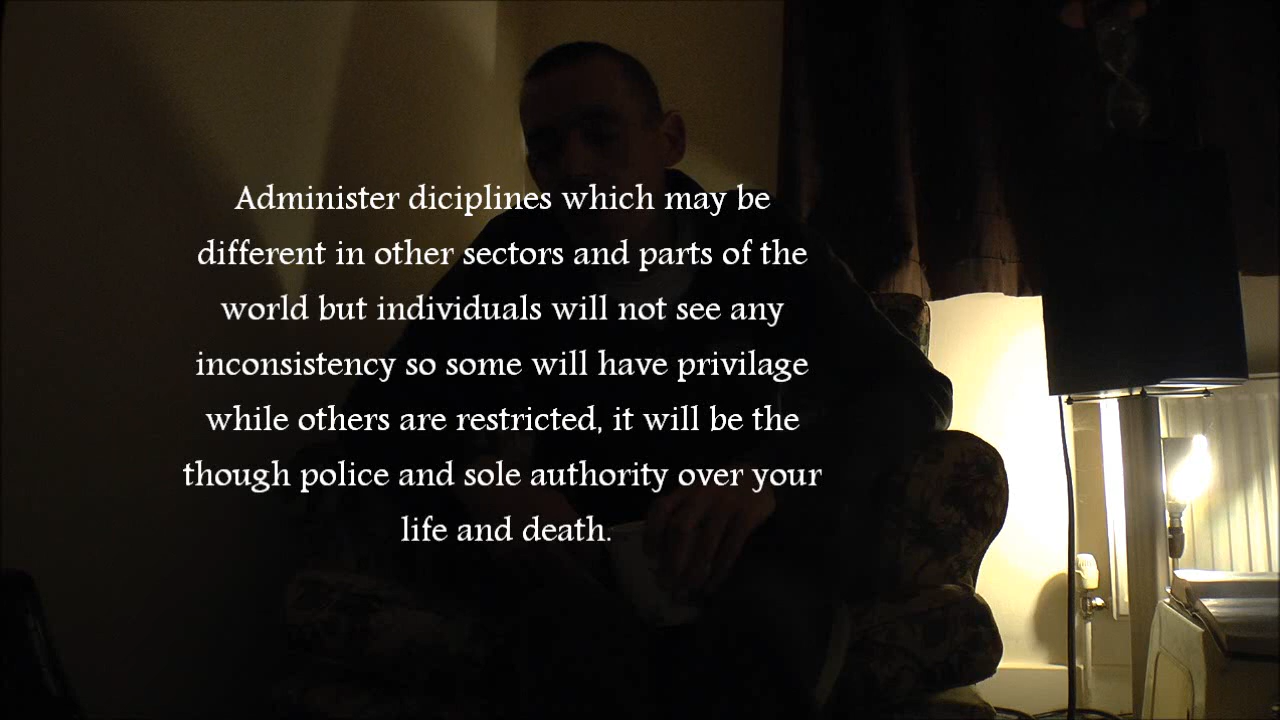 Administer diciplines which may be
different in other sectors and parts of the
world but individuals will not see any
inconsistency so some will have privilage
while others are restricted, it will be the
though police and sole authority over your
life and death.